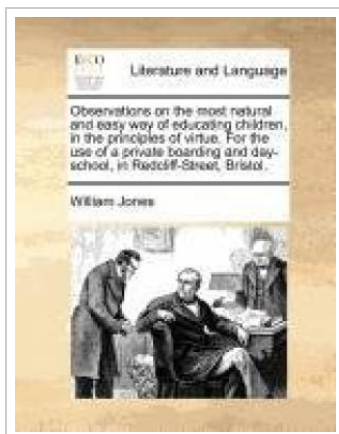 ECCO
Literature and Language
Observations on the most natural
and easy way of educating children,
in the principles of virtue. For the
use of a private boarding and day-
school, in Redcliff-Street, Bristol.
William Jones